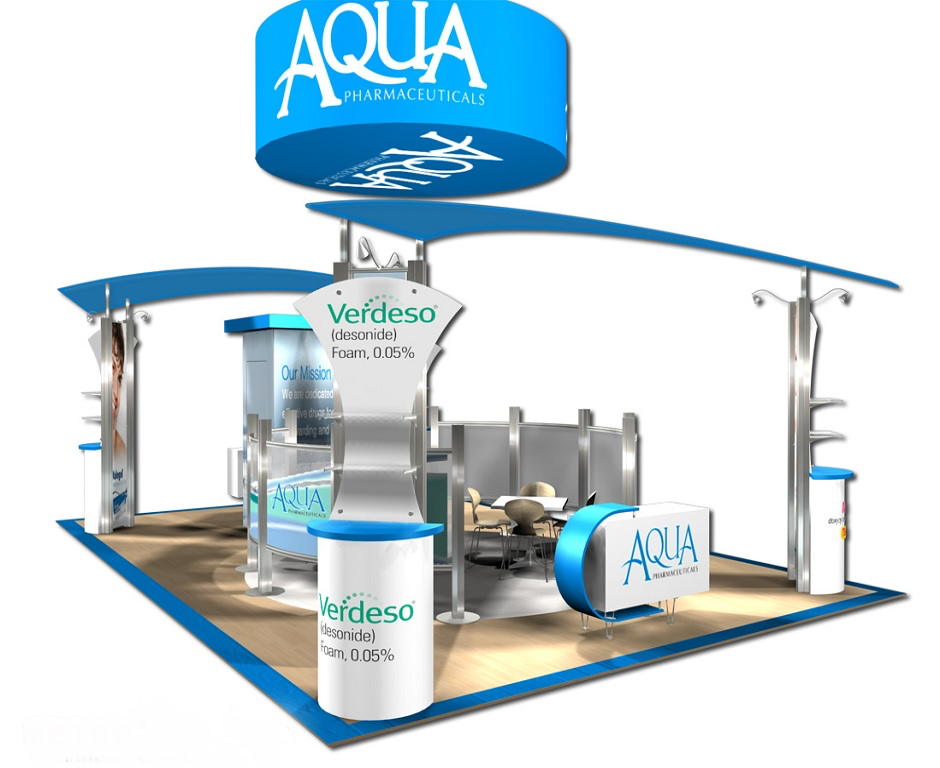 AQUA
PHARMACEUTICALS
AQUA
PHARMACEUTICALS
Verdeso®
(desonide)
Foam, 0.05%
Our Mission
We are dedicated
AQUA
PHARMACEUTICALS
AQUA
PHARMACEUTICALS
Verdeso®
(desonide)
Foam, 0.05%